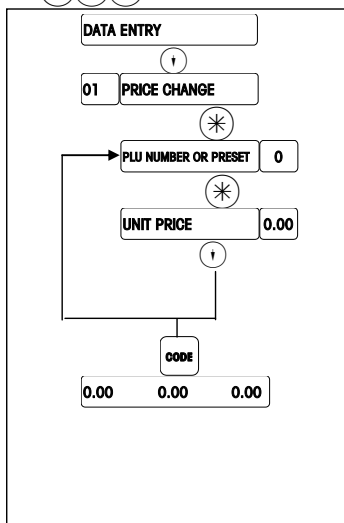 DATA ENTRY
01 PRICE CHANGE
PLU NUMBER OR PRESET 0
UNIT PRICE 0.00
CODE
0.00 0.00 0.00